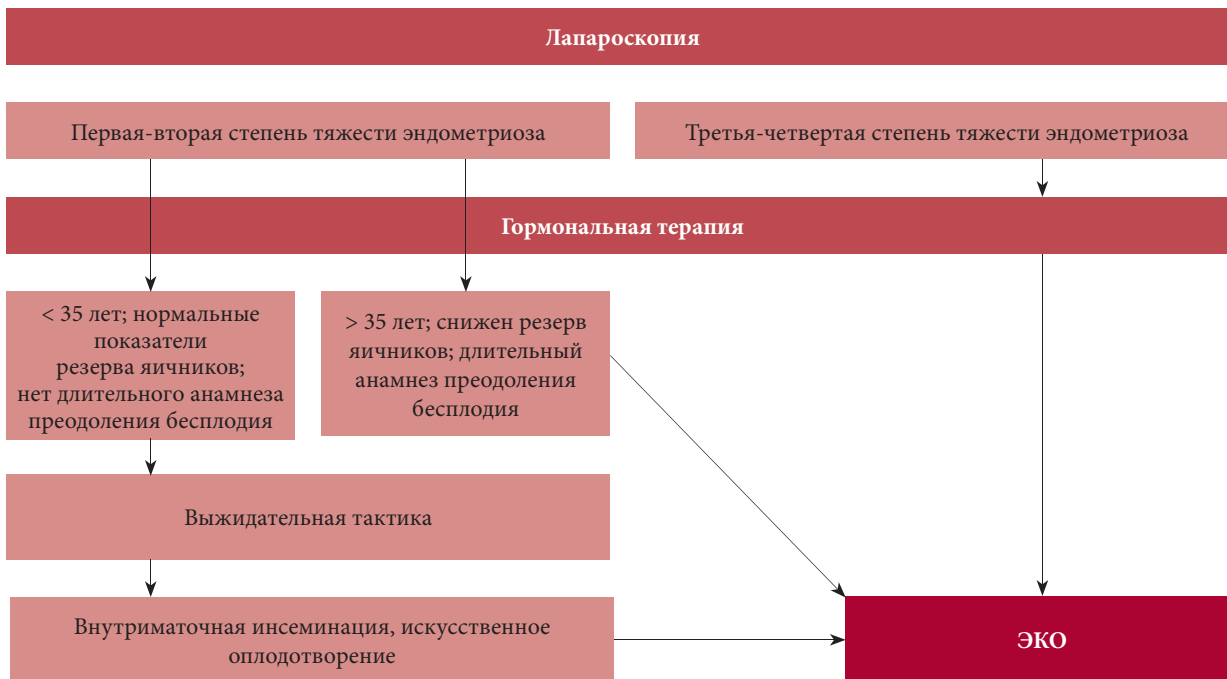 Лапароскопия
Первая-вторая степень тяжести эндометриоза
Третья-четвертая степень тяжести эндометриоза
Гормональная терапия
< 35 лет; нормальные
показатели
резерва яичников;
нет длительного анамнеза
преодоления бесплодия
> 35 лет; снижен резерв
яичников; длительный
анамнез преодоления
бесплодия
Выжидательная тактика
Внутриматочная инсеминация, искусственное
оплодотворение
ЭКО